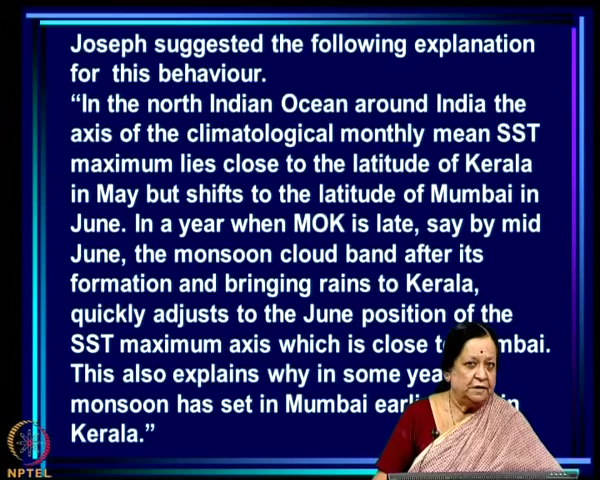 Joseph suggested the following explanation
for this behaviour.
“In the north Indian Ocean around India the
axis of the climatological monthly mean SST
maximum lies close to the latitude of Kerala
in May but shifts to the latitude of Mumbai in
June. In a year when MOK is late, say by mid
June, the monsoon cloud band after its
formation and bringing rains to Kerala,
quickly adjusts to the June position of the
SST maximum axis which is close
This also explains why in some
monsoon has set in Mumbai
Kerala.”
NPTEL